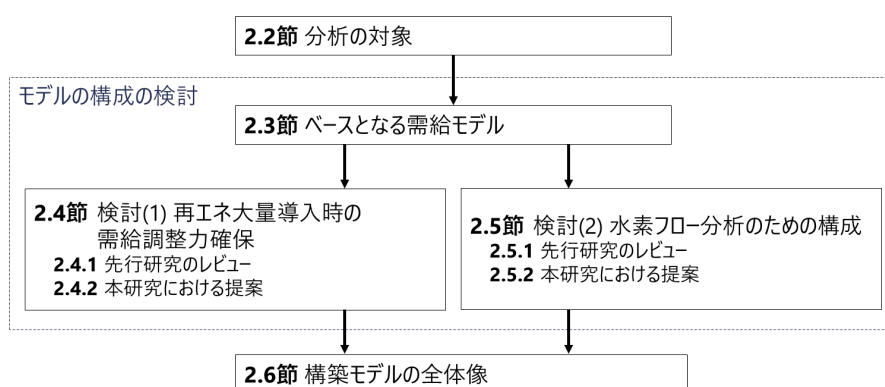 2.2節 分析の対象
モデルの構成の検討
2.3節 ベースとなる需給モデル
2.4節 検討(1) 再エネ大量導入時の
需給調整力確保
2.4.1 先行研究のレビュー
2.4.2 本研究における提案
2.5節 検討(2) 水素フロー分析のための構成
2.5.1 先行研究のレビュー
2.5.2 本研究における提案
2.6節 構築モデルの全体像